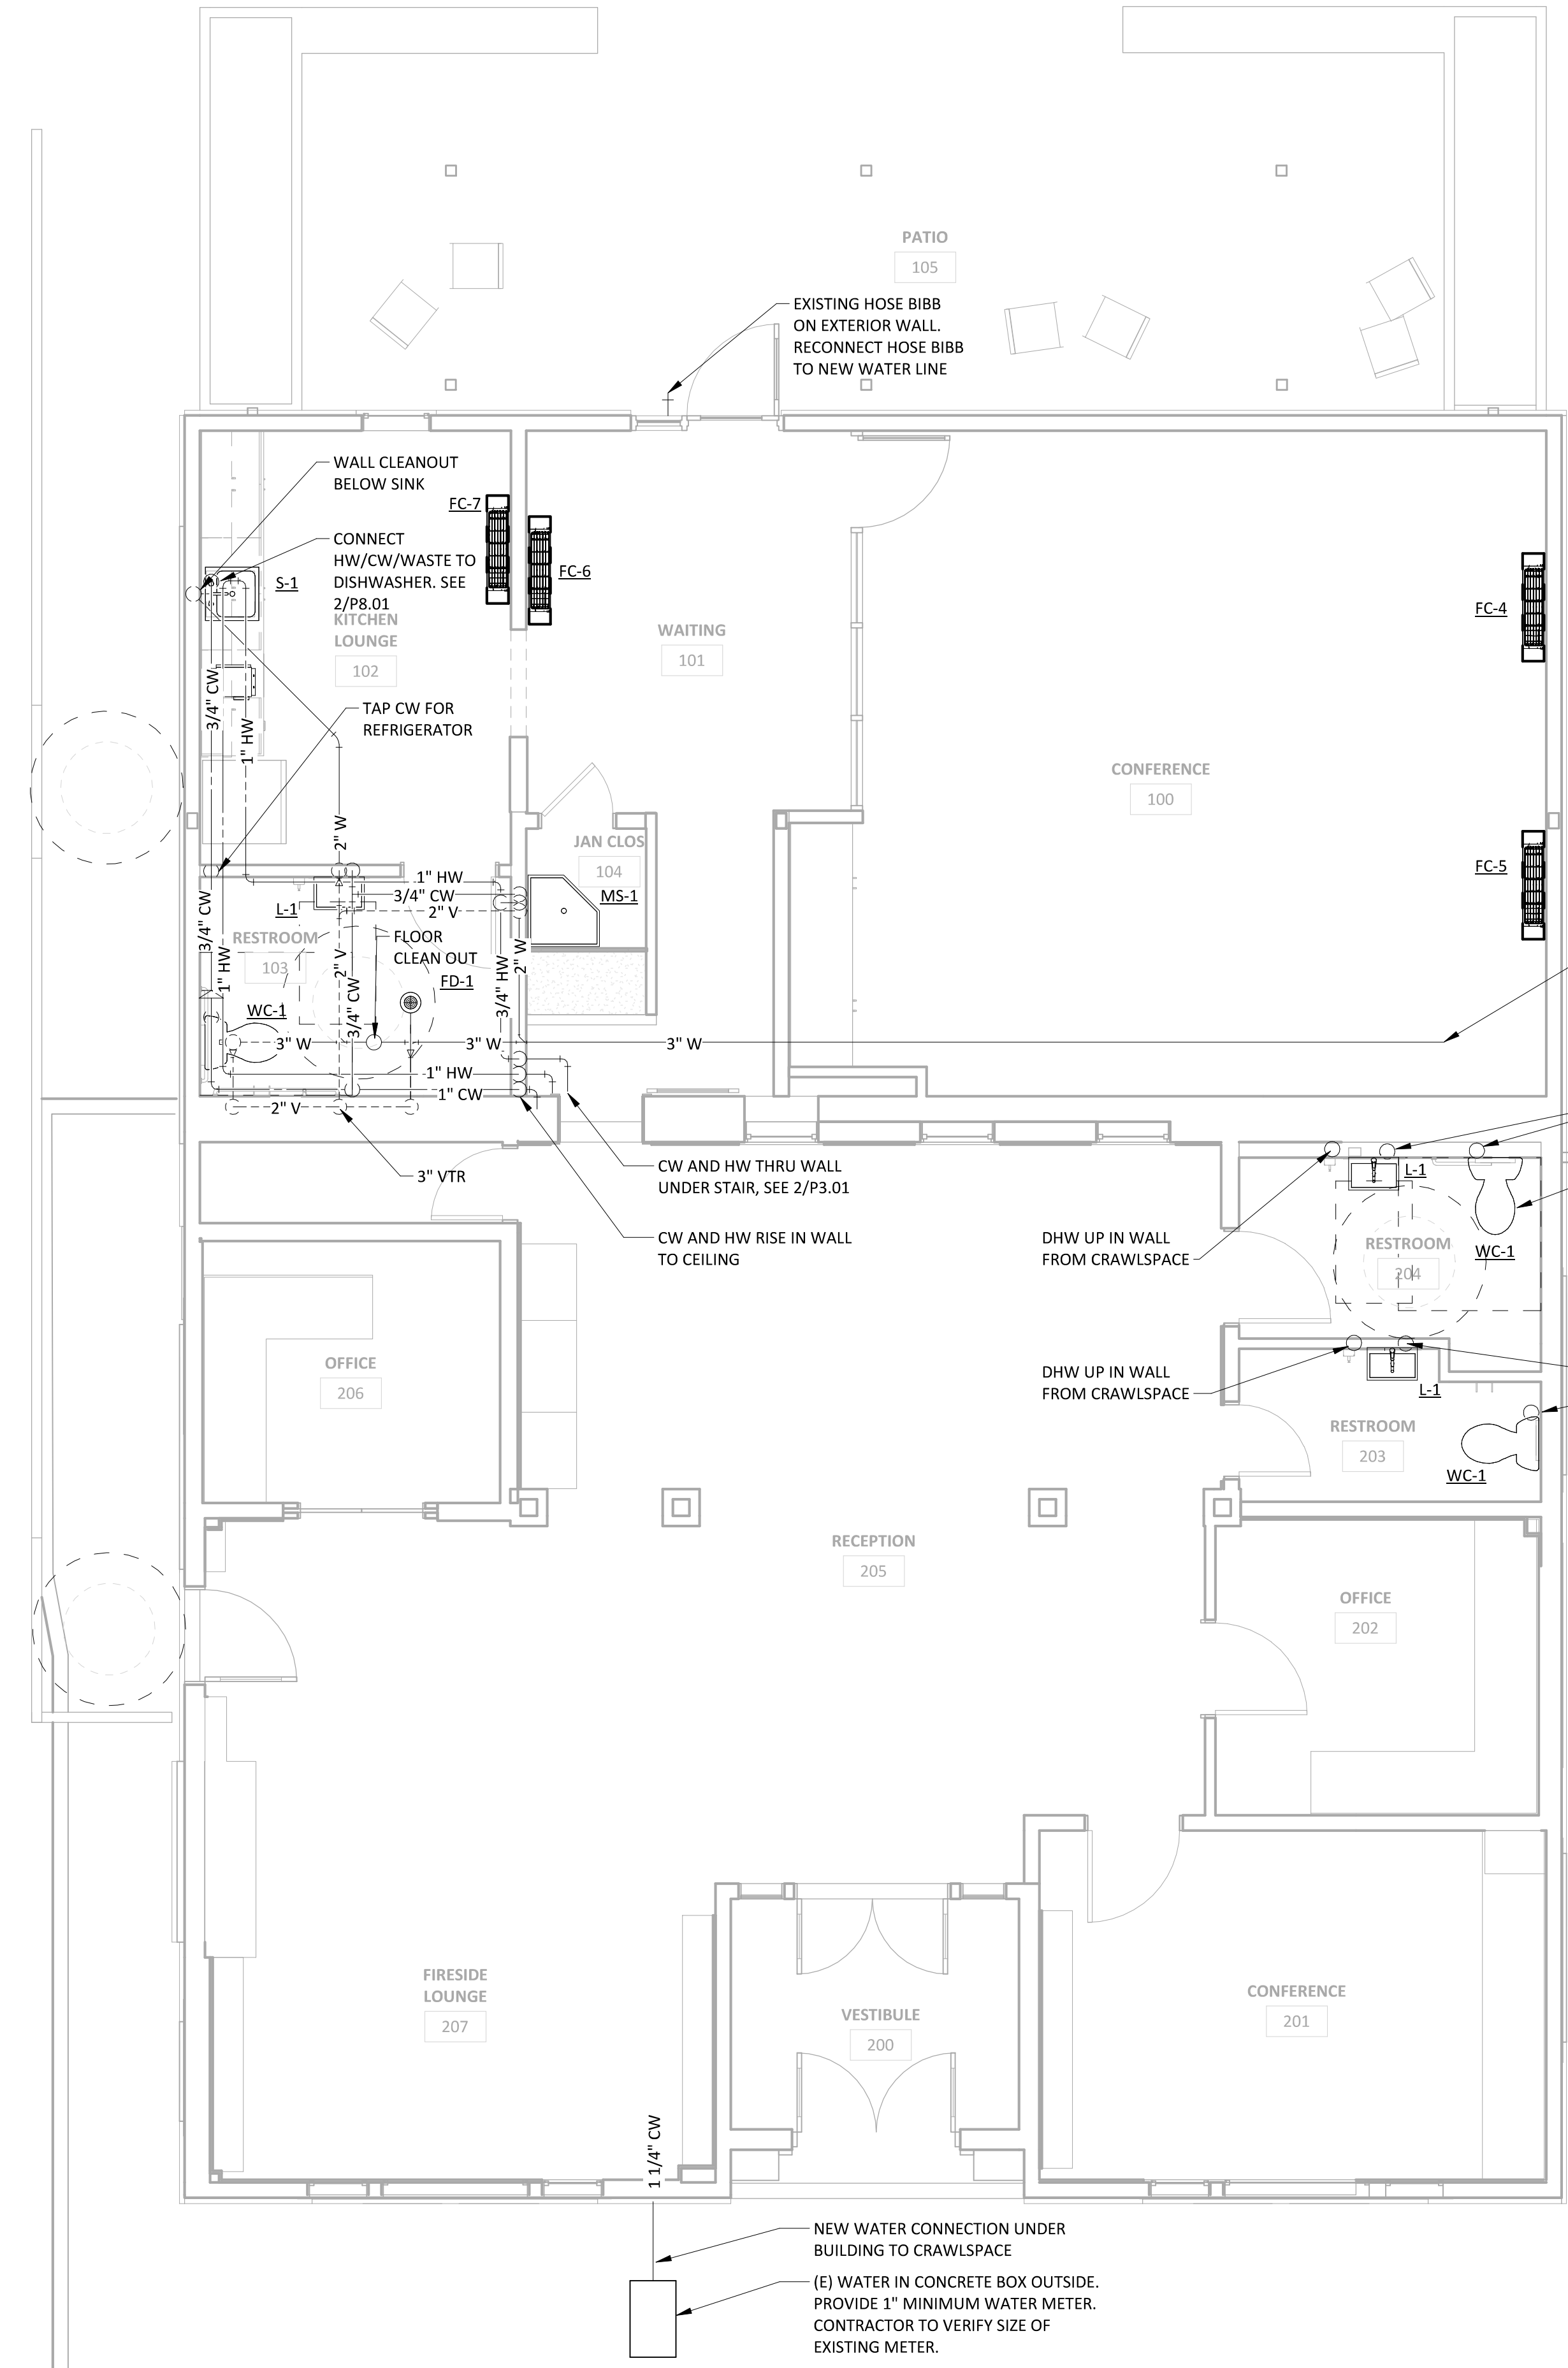 PATIO
105
EXISTING HOSE BIBB
ON EXTERIOR WALL.
RECONNECT HOSE BIBB
TO NEW WATER LINE
WALL CLEANOUT
BELOW SINK
FC-7
CONNECT
HW/CW/WASTE TO
DISHWASHER. SEE
2/P8.01
S-1
FC-6
FC-4
KITCHEN
LOUNGE
102
WAITING
101
3/4" CW
1" HW
TAP CW FOR
REFRIGERATOR
CONFERENCE
100
2" W
JAN CLOS
104
MS-1
FC-5
1" HW
3/4" CW
2" V
L-1
3/4" CW
RESTROOM
103
FLOOR
CLEAN OUT
FD-1
1" HW
2" V
3/4" CW
3/4" HW
2" W
WC-1
3" W
3" W
3" W
1" HW
1" CW
2" V
3" VTR
CW AND HW THRU WALL
UNDER STAIR, SEE 2/P3.01
CW AND HW RISE IN WALL
TO CEILING
DHW UP IN WALL
FROM CRAWLSPACE
L-1
WC-1
RESTROOM
204
OFFICE
206
DHW UP IN WALL
FROM CRAWLSPACE
L-1
RESTROOM
203
WC-1
RECEPTION
205
OFFICE
202
FIRESIDE
LOUNGE
207
VESTIBULE
200
CONFERENCE
201
1 1/4" CW
NEW WATER CONNECTION UNDER
BUILDING TO CRAWLSPACE
(E) WATER IN CONCRETE BOX OUTSIDE.
PROVIDE 1" MINIMUM WATER METER.
CONTRACTOR TO VERIFY SIZE OF
EXISTING METER.